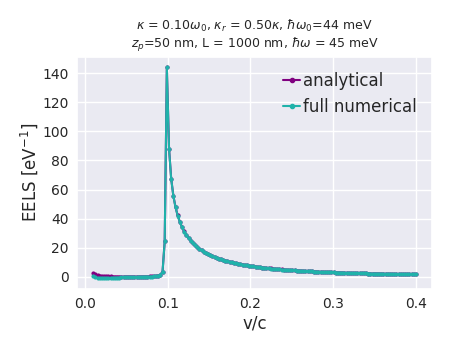 κ = 0.10ω₀, κᵣ = 0.50κ, ℏω₀=44 meV
zₚ=50 nm, L = 1000 nm, ℏω = 45 meV
EELS [eV⁻¹]
140
120
100
80
60
40
20
0
analytical
full numerical
0.0 0.1 0.2 0.3 0.4
v/c